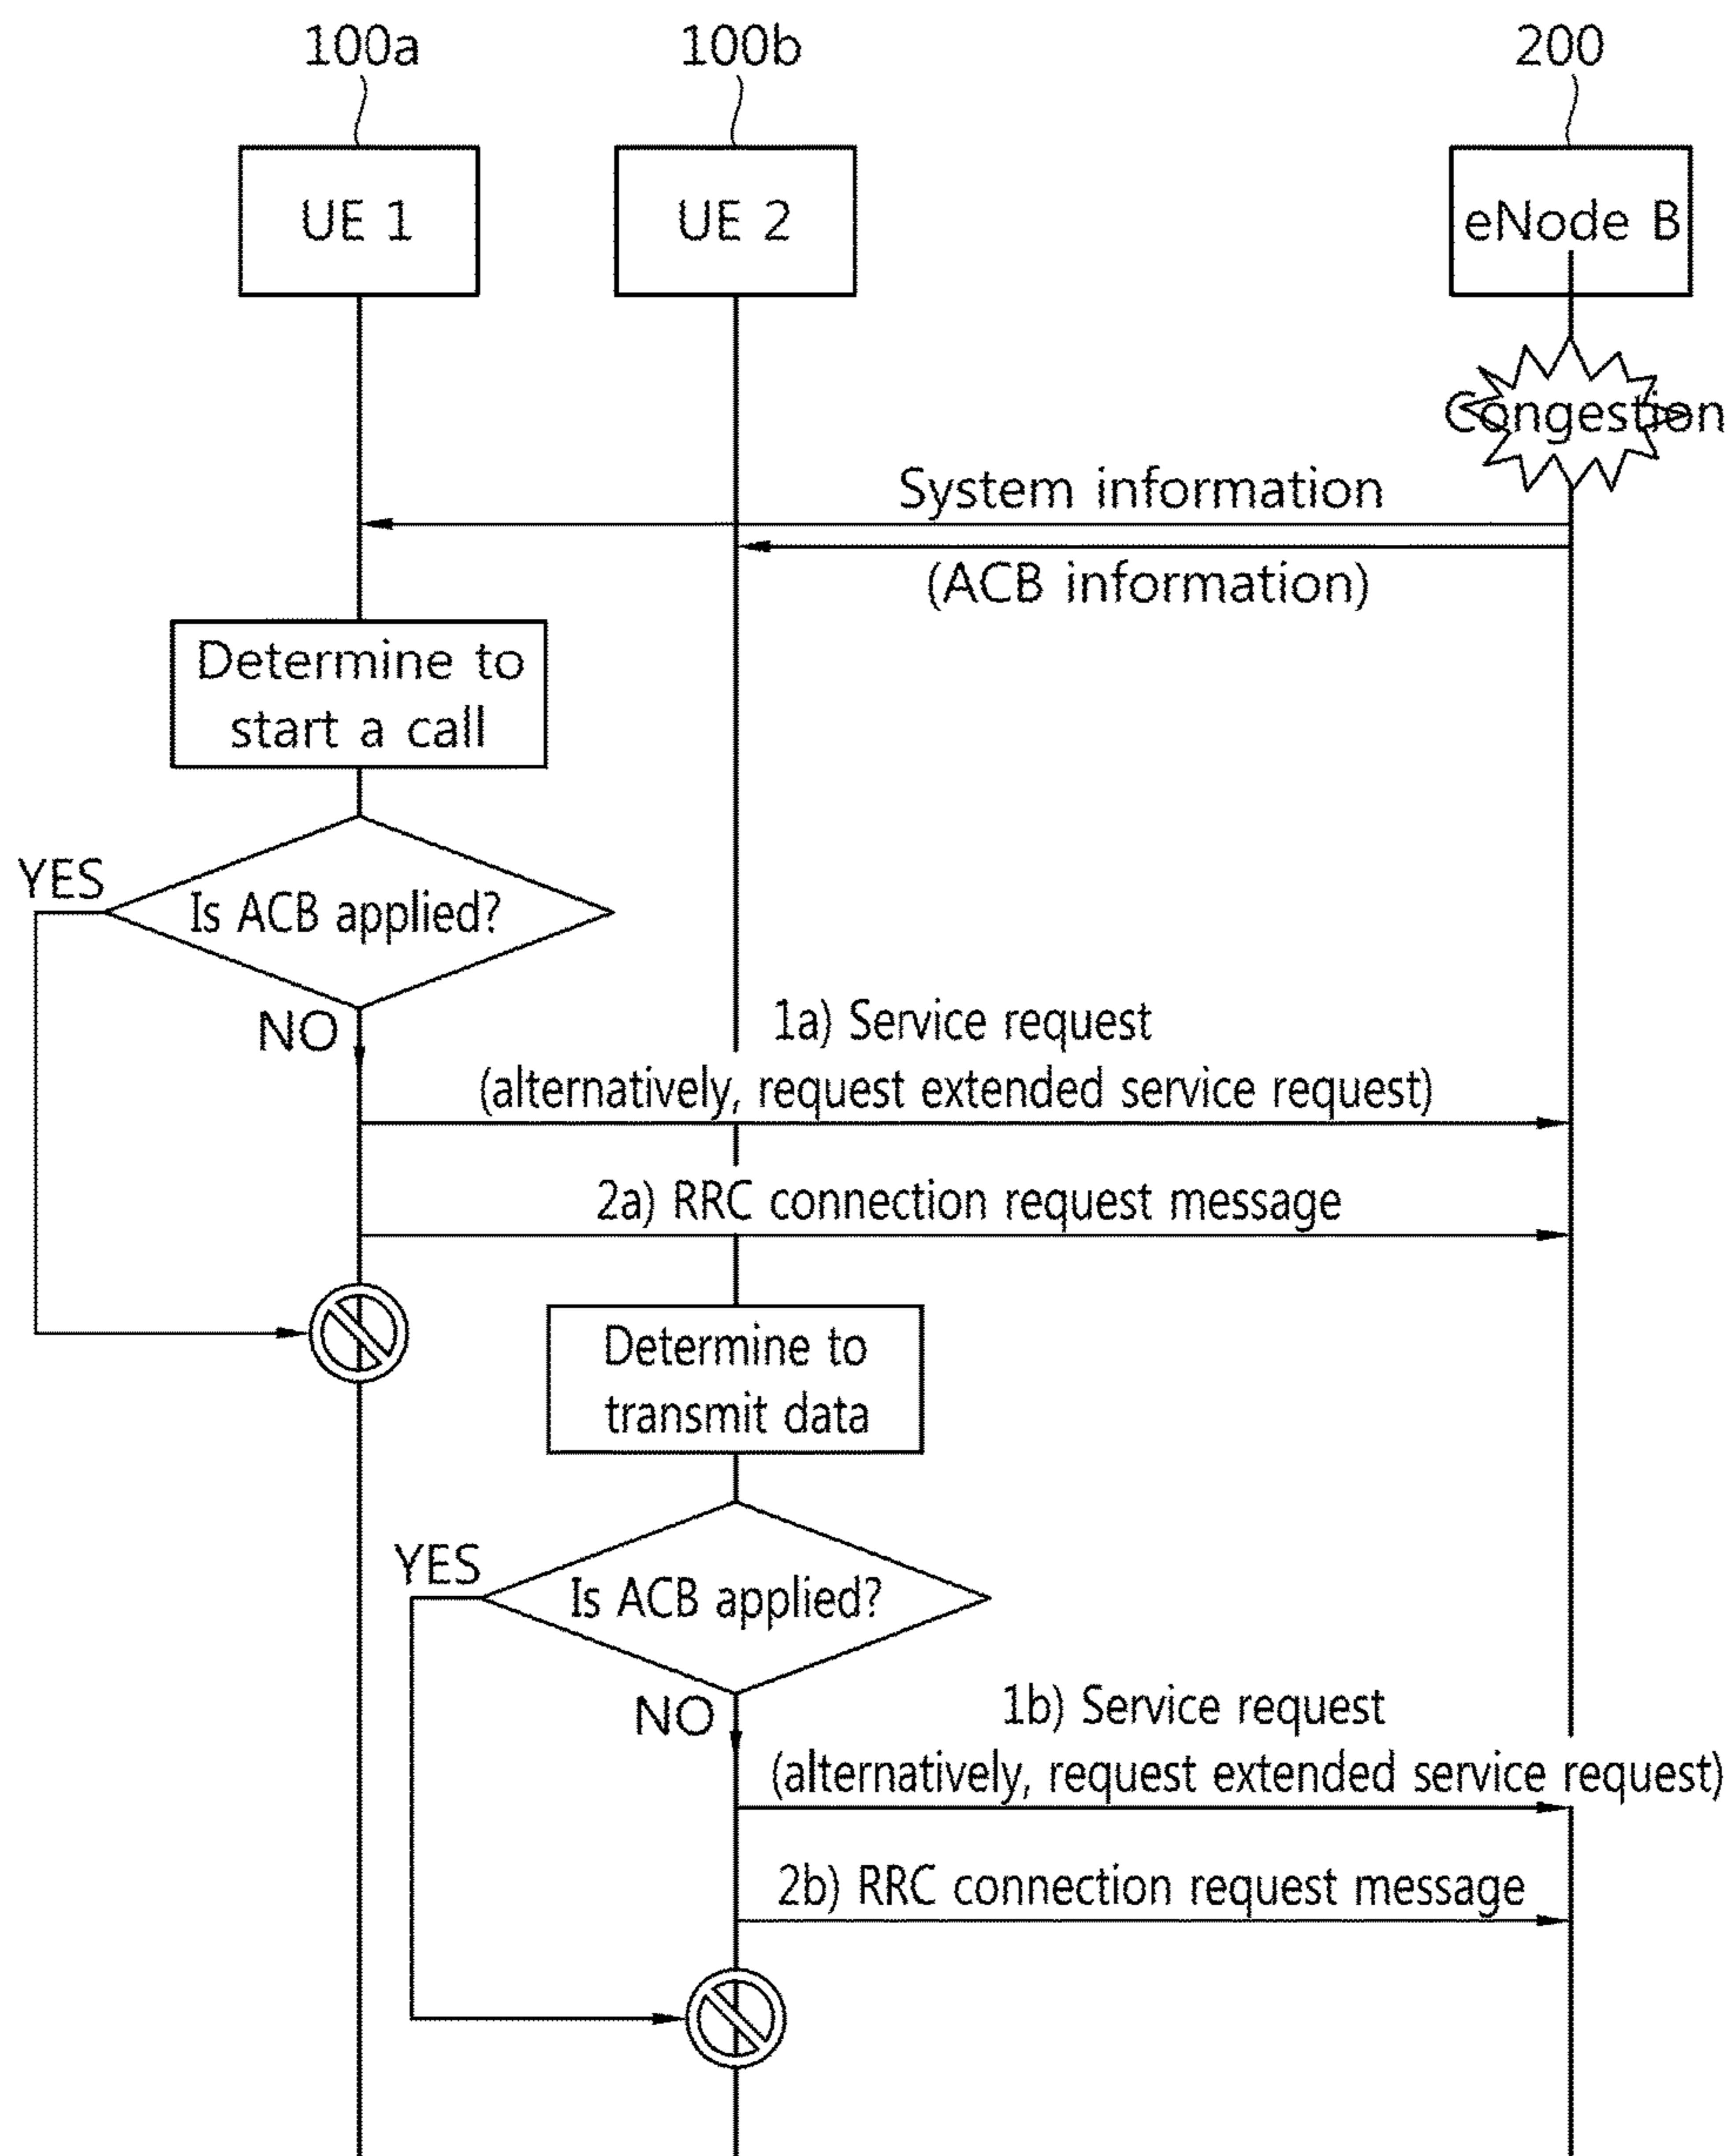 100a
100b
200
UE 1
UE 2
eNode B
Congestion
System information
(ACB information)
Determine to
start a call
YES
Is ACB applied?
NO
1a) Service request
(alternatively, request extended service request)
2a) RRC connection request message
Determine to
transmit data
YES
Is ACB applied?
NO
1b) Service request
(alternatively, request extended service request)
2b) RRC connection request message